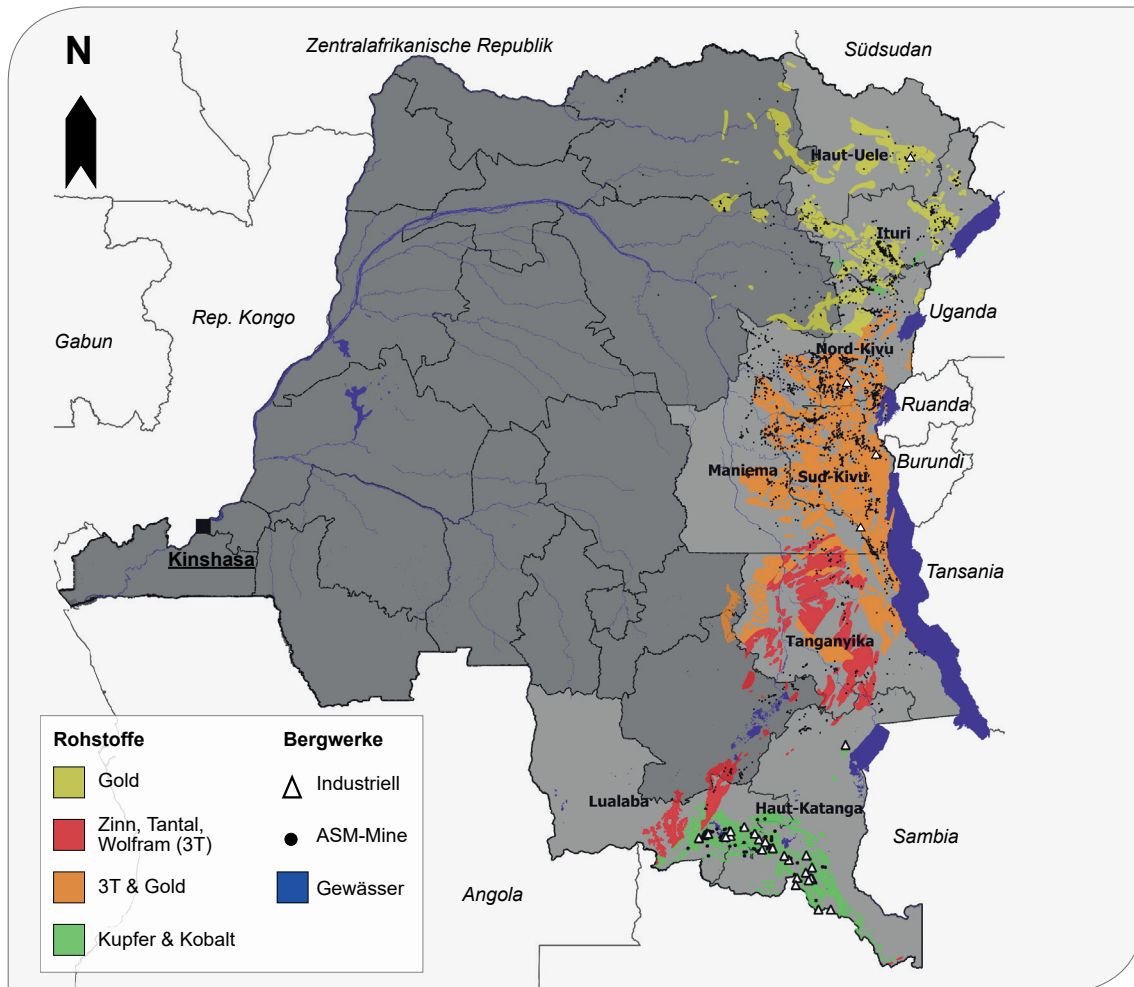 N
Zentralafrikanische Republik
Südsudan
Haut-Uele
Ituri
Uganda
Rep. Kongo
Gabun
Nord-Kivu
Ruanda
Burundi
Maniema
Sud-Kivu
Kinshasa
Tansania
Tanganyika
Lualaba
Haut-Katanga
Sambia
Angola
Rohstoffe
Gold
Zinn, Tantal,
Wolfram (3T)
3T & Gold
Kupfer & Kobalt
Bergwerke
Industriell
ASM-Mine
Gewässer